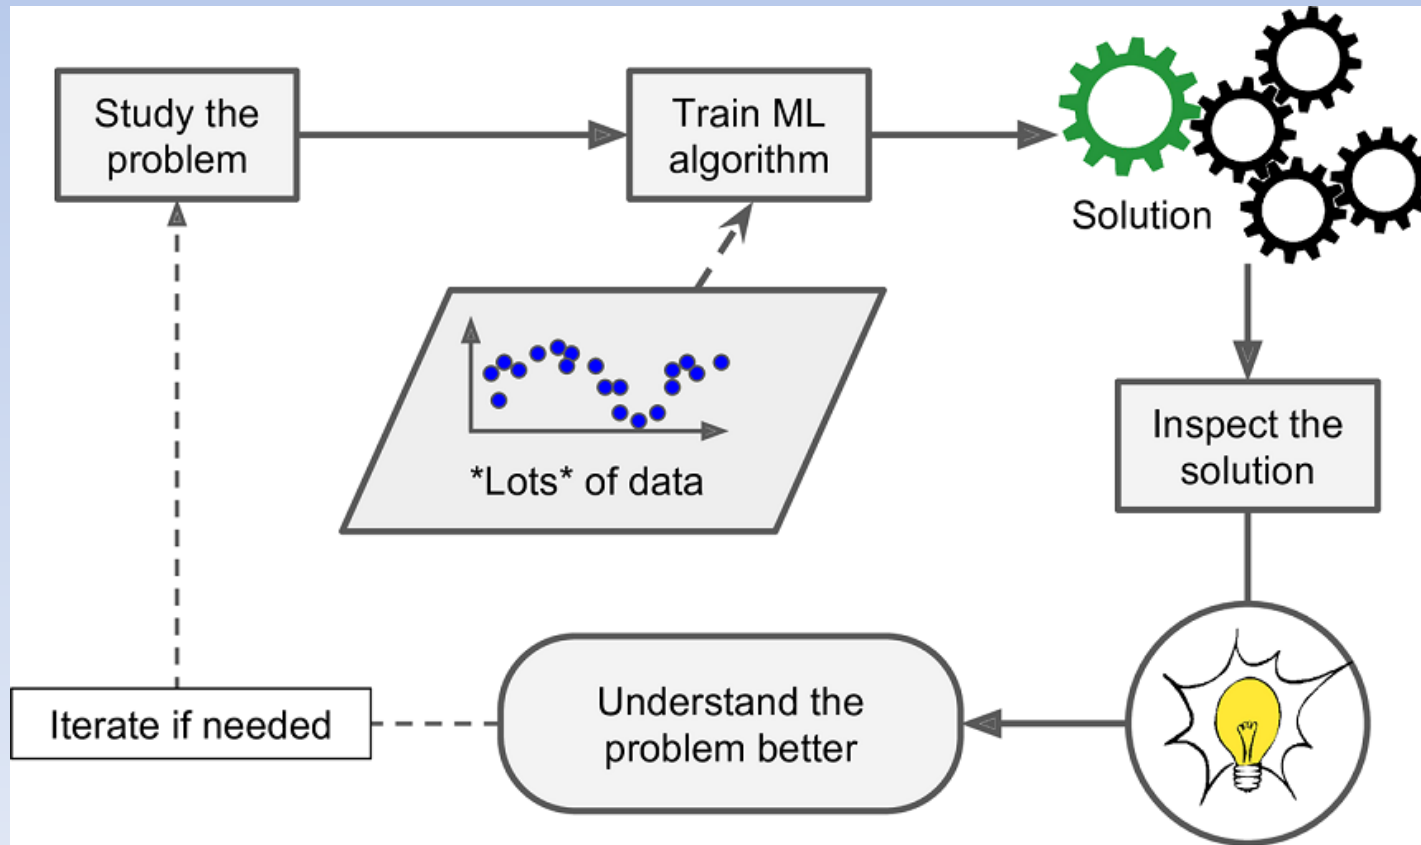 Study the
problem
Train ML
algorithm
Solution
*Lots* of data
Inspect the
solution
Understand the
problem better
Iterate if needed